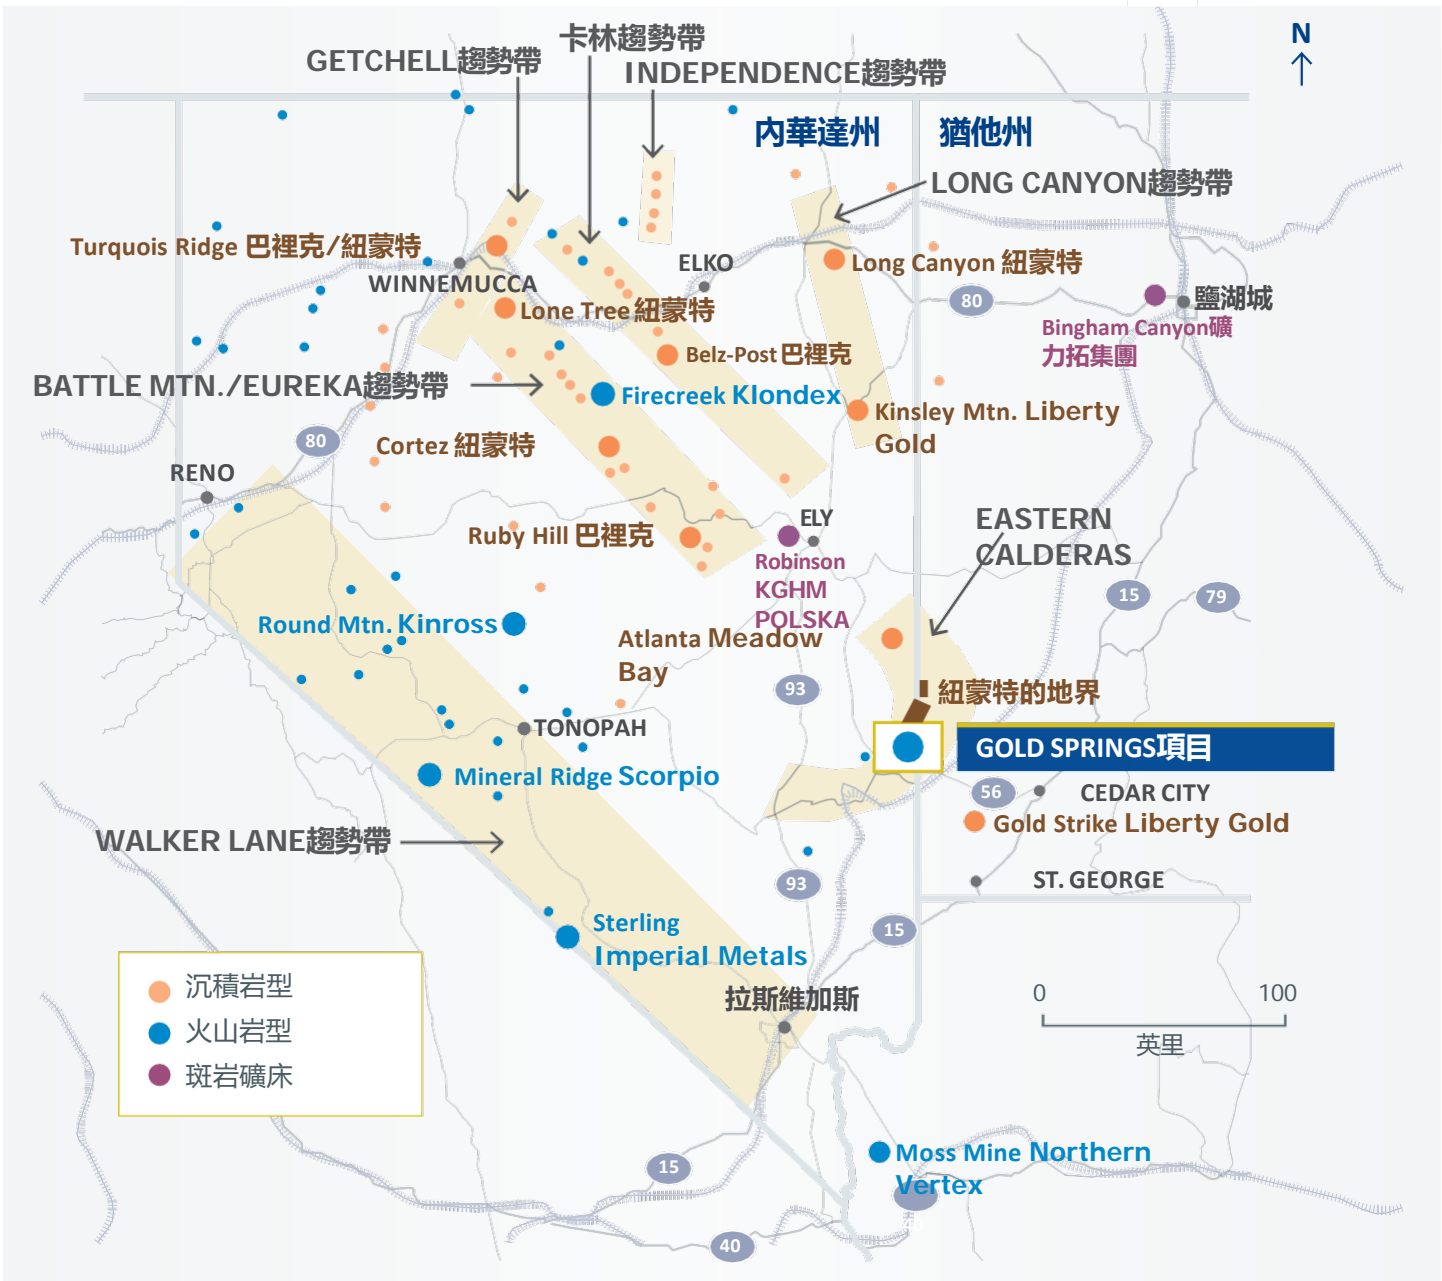 卡林趨勢帶
GETCHELL趨勢帶
INDEPENDENCE趨勢帶
N
內華達州
猶他州
LONG CANYON趨勢帶
Turquois Ridge 巴裡克/紐蒙特
WINNEMUCCA
ELKO
Long Canyon 紐蒙特
80
鹽湖城
Lone Tree 紐蒙特
Bingham Canyon礦
力拓集團
Belz-Post 巴裡克
BATTLE MTN./EUREKA趨勢帶
Firecreek Klondex
Kinsley Mtn. Liberty
Gold
80
Cortez 紐蒙特
RENO
ELY
EASTERN
CALDERAS
Ruby Hill 巴裡克
Robinson
KGHM
POLSKA
15
79
Round Mtn. Kinross
Atlanta Meadow
Bay
93
紐蒙特的地界
TONOPAH
GOLD SPRINGS項目
Mineral Ridge Scorpio
56
CEDAR CITY
Gold Strike Liberty Gold
WALKER LANE趨勢帶
93
ST. GEORGE
Sterling
Imperial Metals
15
沉積岩型
火山岩型
斑岩礦床
拉斯維加斯
0
100
英里
Moss Mine Northern
Vertex
15
40
40